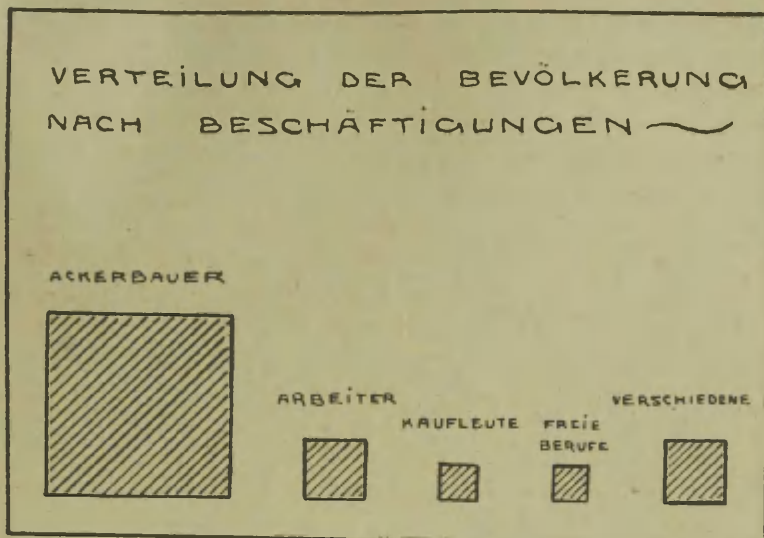 VERTEILUNG DER BEVÖLKERUNG
NACH BESCHÄFTIGUNGEN
ACKERBAUER
ARBEITER
KAUFLEUTE
FREIE
BERUFE
VERSCHIEDENE